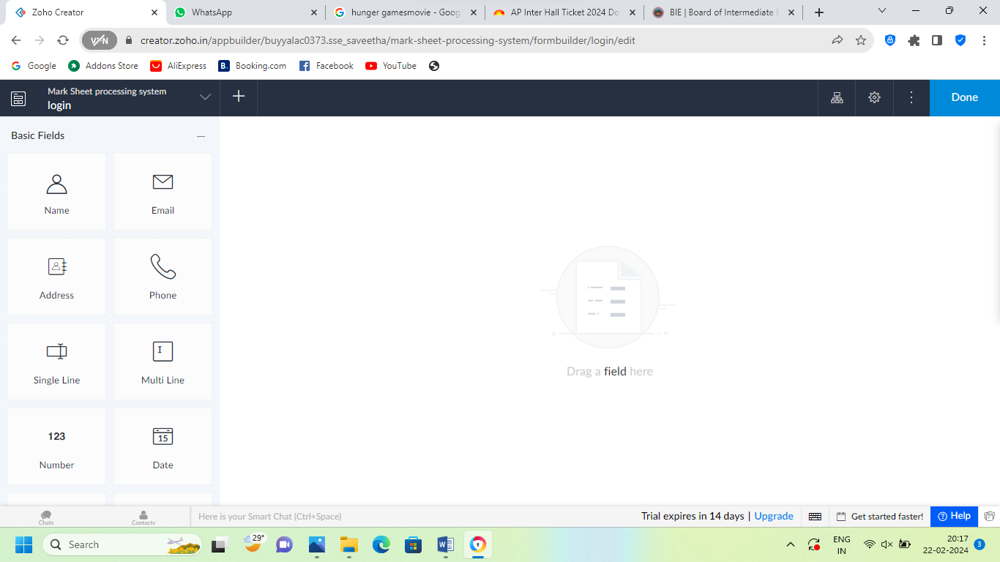 Zoho Creator
WhatsApp
hunger gamesmovie - Goog
AP Inter Hall Ticket 2024 Do
BIE | Board of Intermediate E
VPN
creator.zoho.in/appbuilder/buyyalac0373.sse_saveetha/mark-sheet-processing-system/formbuilder/login/edit
Google
Addons Store
AliExpress
B.
Booking.com
Facebook
YouTube
Mark Sheet processing system
login
Done
Basic Fields
Name
Email
Address
Phone
Single Line
Multi Line
123
Number
15
Date
Drag a field here
Chats
Contacts
Here is your Smart Chat (Ctrl+Space)
Trial expires in 14 days | Upgrade
Get started faster!
Help
Search
29°
ENG
IN
20:17
22-02-2024
3